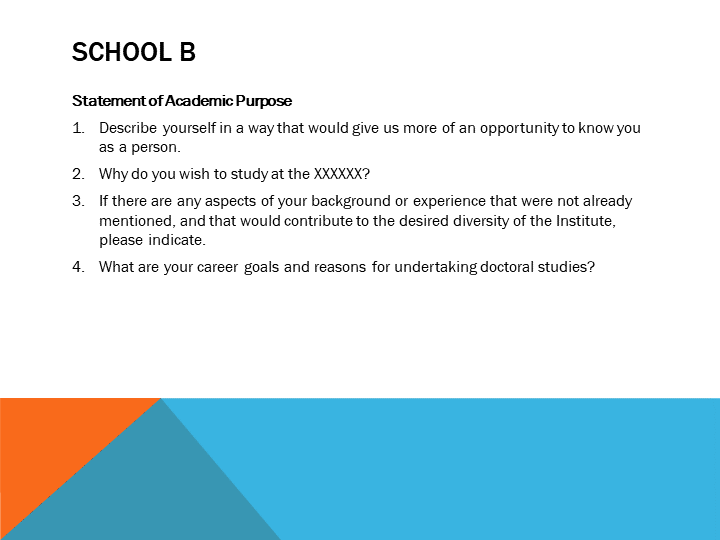 SCHOOL B
Statement of Academic Purpose
1. Describe yourself in a way that would give us more of an opportunity to know you
as a person.
2. Why do you wish to study at the XXXXXX?
3. If there are any aspects of your background or experience that were not already
mentioned, and that would contribute to the desired diversity of the Institute,
please indicate.
4. What are your career goals and reasons for undertaking doctoral studies?